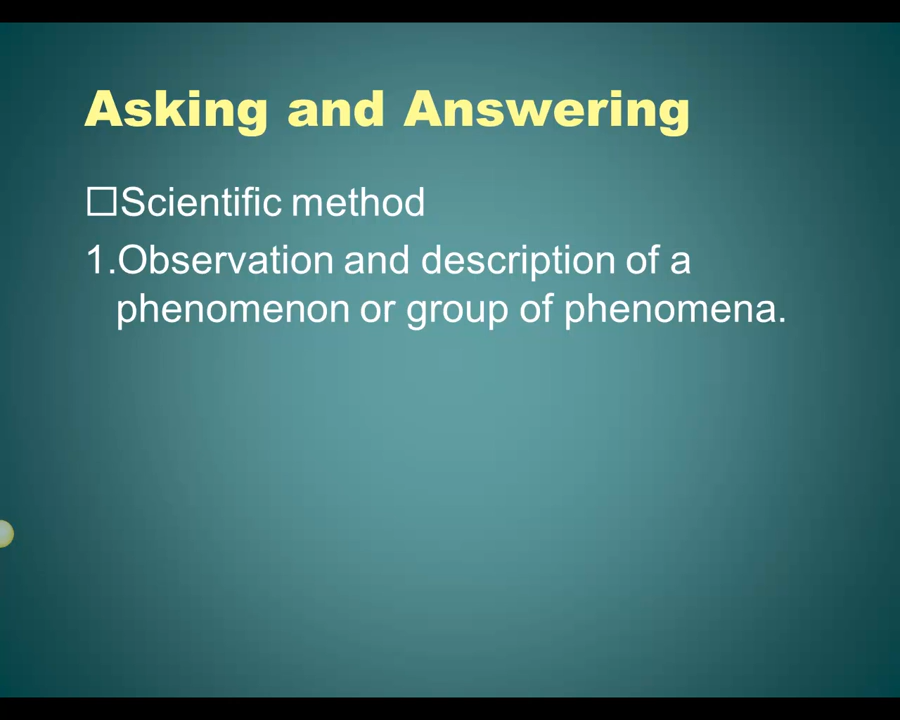 Asking and Answering
□Scientific method
1.Observation and description of a
phenomenon or group of phenomena.